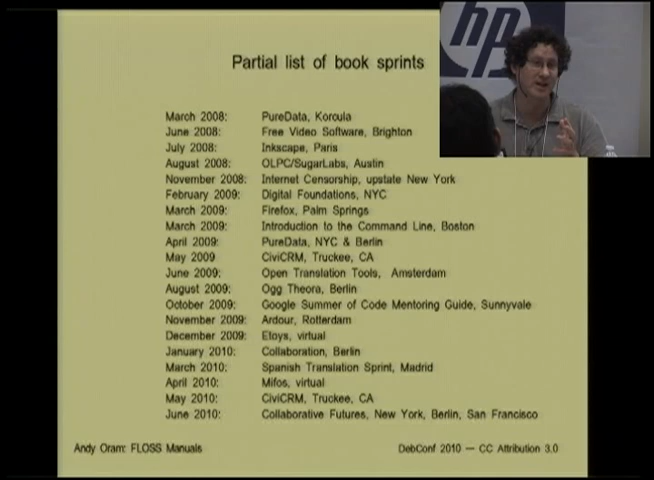 Partial list of book sprints
hp
March 2008: PureData, Korcula
June 2008: Free Video Software, Brighton
July 2008: Inkscape, Paris
August 2008: OLPC/SugarLabs, Austin
November 2008: Internet Censorship, upstate New York
February 2009: Digital Foundations, NYC
March 2009: Firefox, Palm Springs
March 2009: Introduction to the Command Line, Boston
April 2009: PureData, NYC & Berlin
May 2009 CiviCRM, Truckee, CA
June 2009: Open Translation Tools, Amsterdam
August 2009: Ogg Theora, Berlin
October 2009: Google Summer of Code Mentoring Guide, Sunnyvale
November 2009: Ardour, Rotterdam
December 2009: Etoys, virtual
January 2010: Collaboration, Berlin
March 2010: Spanish Translation Sprint, Madrid
April 2010: Mifos, virtual
May 2010: CiviCRM, Truckee, CA
June 2010: Collaborative Futures, New York, Berlin, San Francisco
Andy Oram: FLOSS Manuals
DebConf 2010 — CC Attribution 3.0